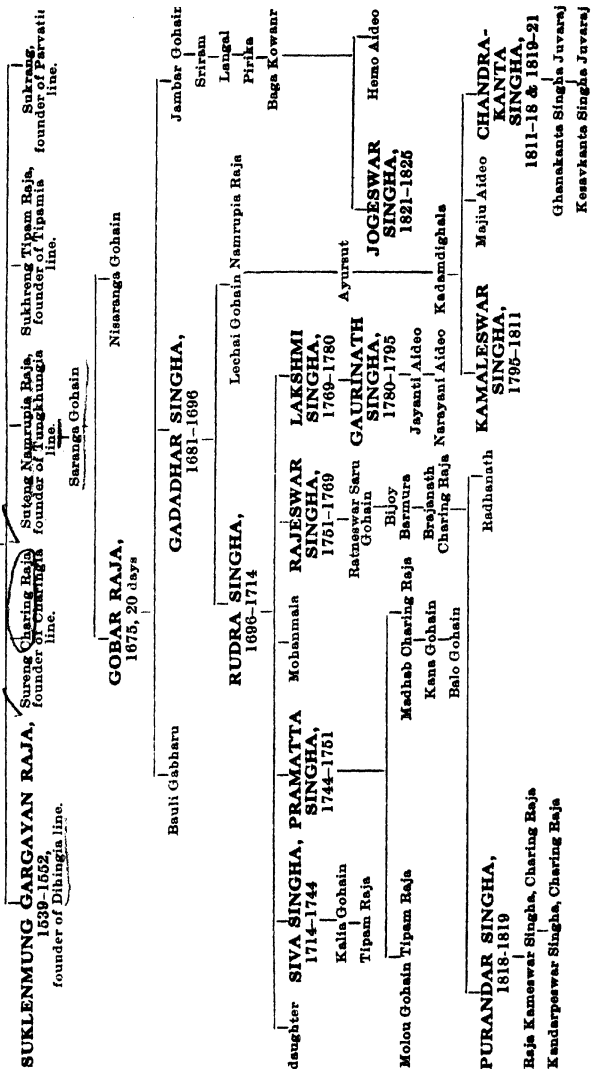 SUKLENMUNG GARGAYAN RAJA,
1539-1552,
founder of Dihingia line.
Sureng Charing Raja
founder of Charingia
line.
Suteng Namrupia Raja,
founder of Tungkhungia
line.
Sukhreng Tipam Raja,
founder of Tipamia
line.
Sukrang,
founder of Parvatia
line.
Saranga Gohain
GOBAR RAJA,
1675, 20 days
Nisaranga Gohain
Bauli Gabharu
GADADHAR SINGHA,
1681-1696
Jambar Gohain
Sriram
Langal
Pirika
Baga Kowanr
RUDRA SINGHA,
1696-1714
Lechai Gohain Namrupia Raja
daughter
SIVA SINGHA,
1714-1744
Kalia Gohain
Tipam Raja
PRAMATTA
SINGHA,
1744-1751
Mohanmala
RAJESWAR
SINGHA,
1751-1769
Ratneswar Saru
Gohain
Bijoy
Barmura
Brajanath
Charing Raja
LAKSHMI
SINGHA,
1769-1780
GAURINATH
SINGHA,
1780-1795
Jayanti Aideo
Narayani Aideo
Ayursut
Kadamdighala
JOGESWAR
SINGHA,
1821-1825
Hemo Aideo
Molou Gohain Tipam Raja
Madhab Charing Raja
Kana Gohain
Balo Gohain
PURANDAR SINGHA,
1818-1819
Raja Kameswar Singha, Charing Raja
Kandarpeswar Singha, Charing Raja
Radhanath
KAMALESWAR
SINGHA,
1795-1811
Majiu Aideo
CHANDRA-
KANTA
SINGHA,
1811-18 & 1819-21
Ghanakanta Singha Juvaraj
Kesavkanta Singha Juvaraj